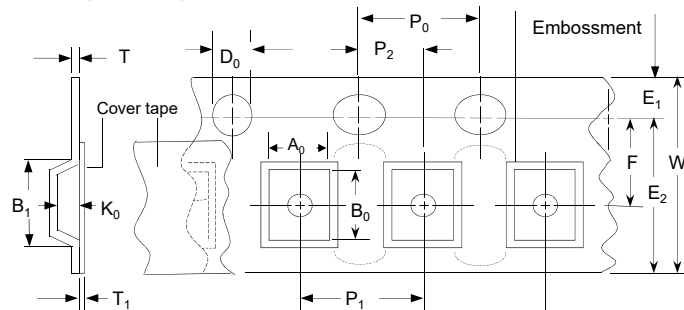 P0
Embossment
T
D0
P2
E1
Cover tape
A0
F
W
B1
K0
B0
E2
T1
P1